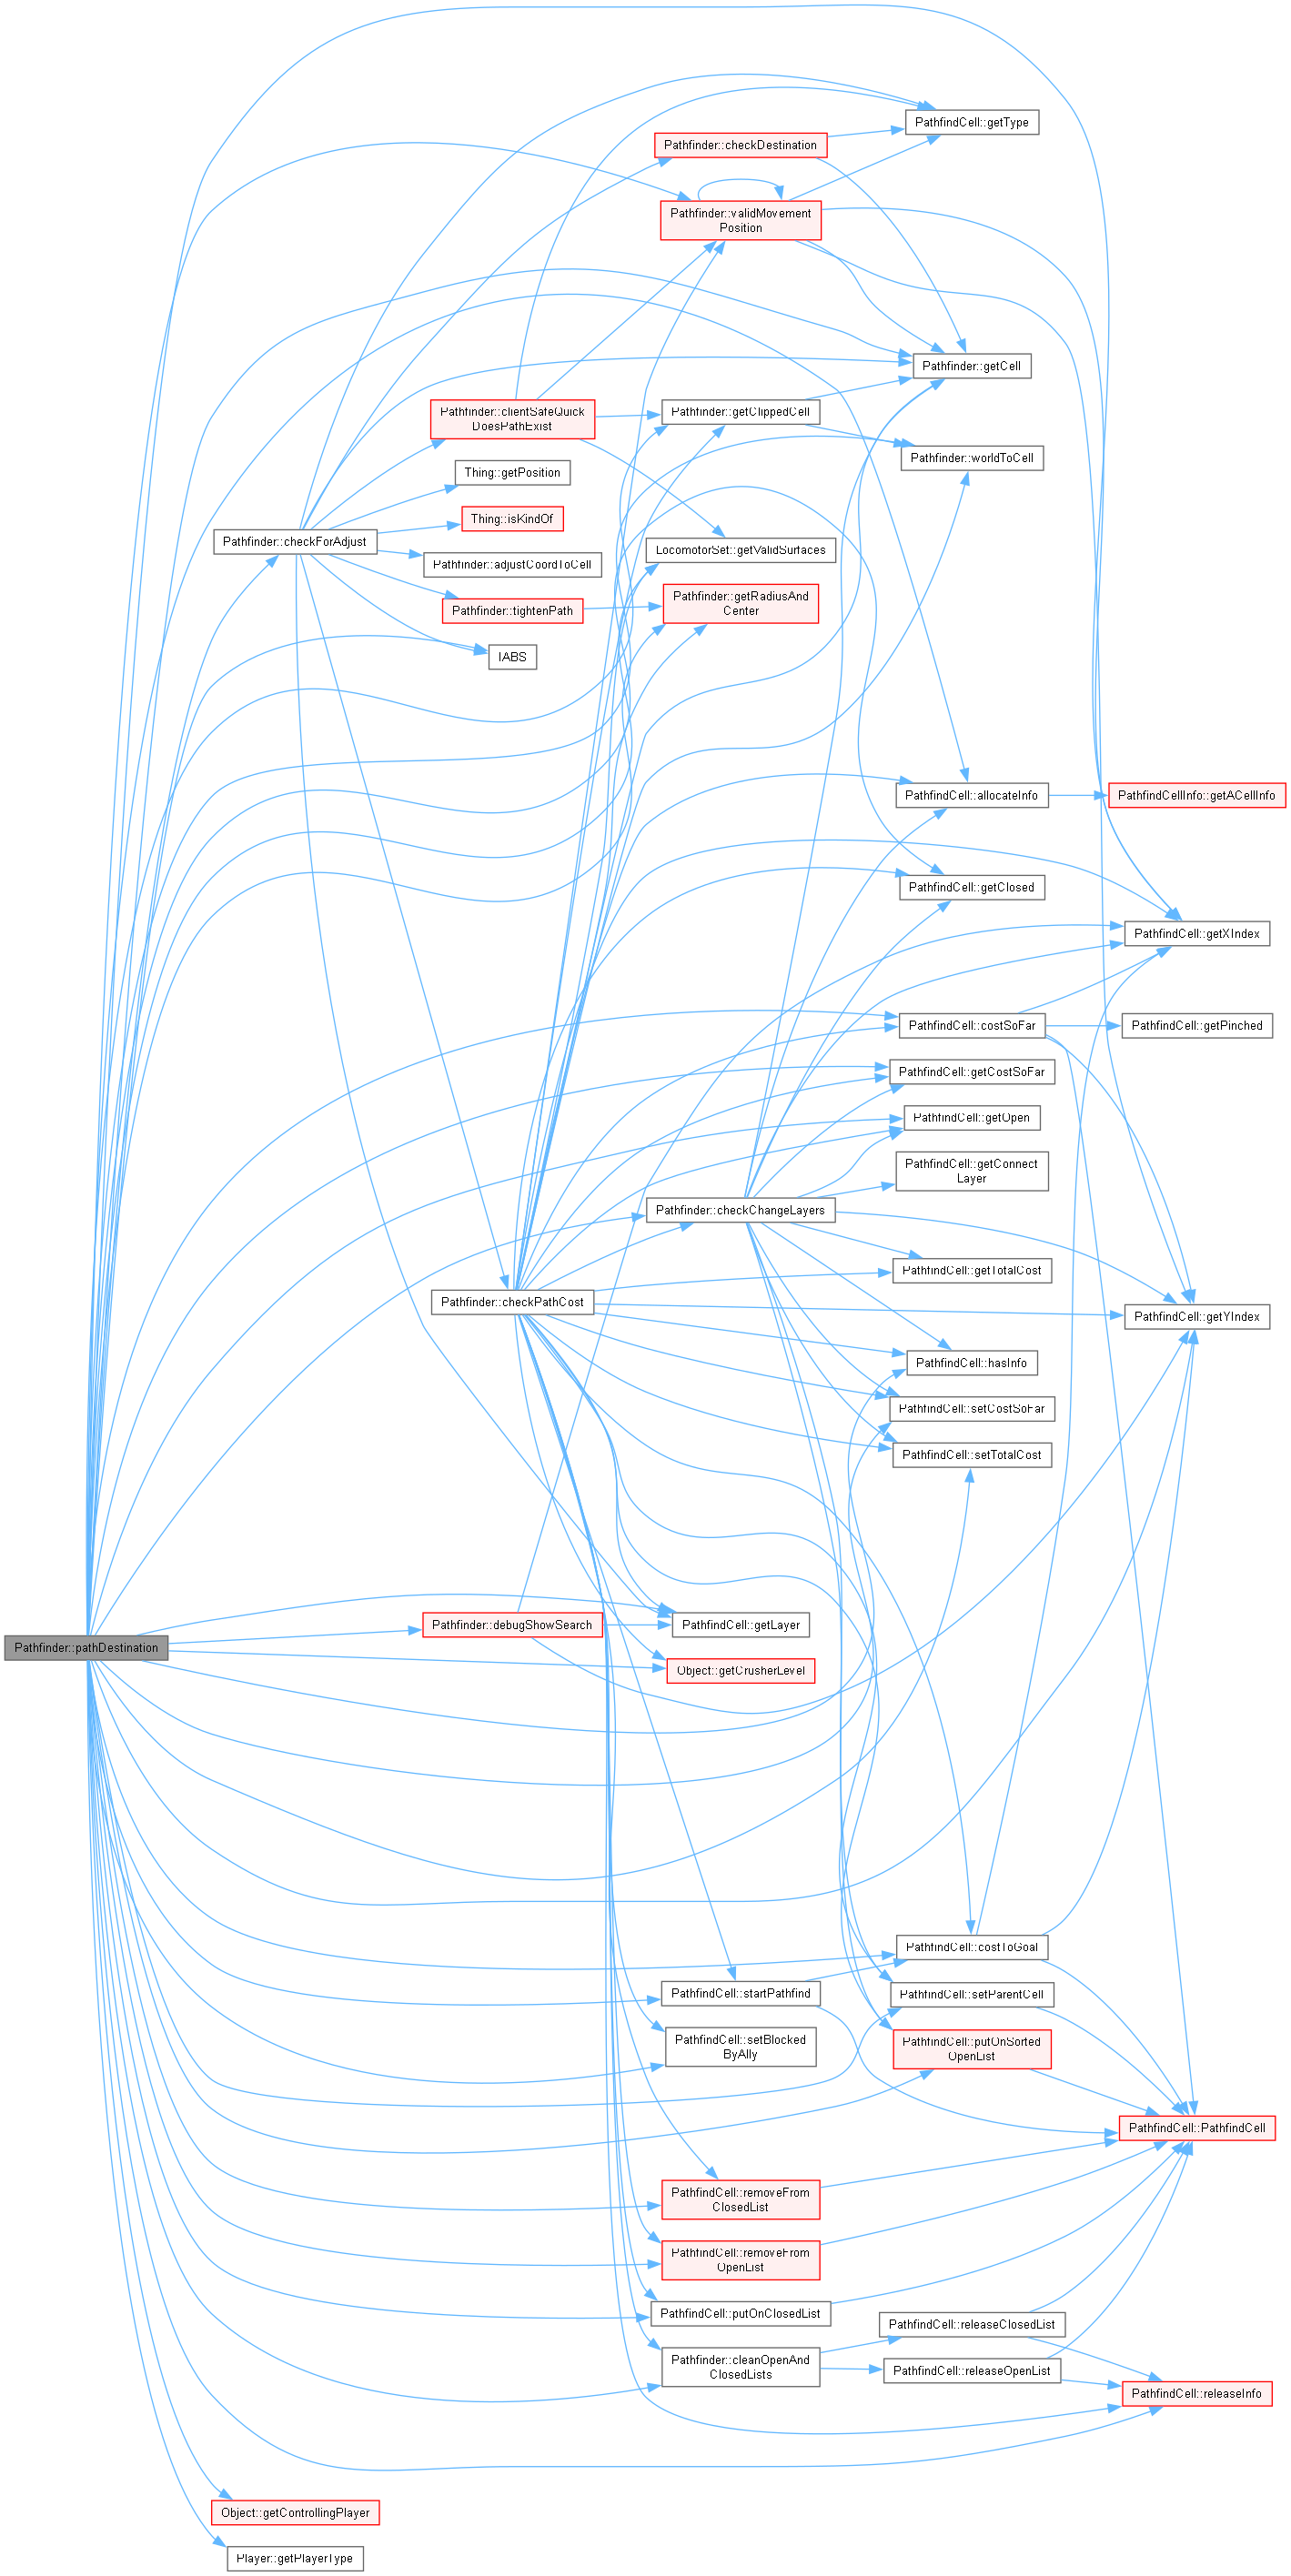 PathfindCell::getType
Pathfinder::checkDestination
Pathfinder::validMovement
Position
Pathfinder::getCell
Pathfinder::clientSafeQuick
DoesPathExist
Pathfinder::getClippedCell
Pathfinder::worldToCell
Thing::getPosition
Thing::isKindOf
Pathfinder::checkForAdjust
LocomotorSet::getValidSurfaces
Pathfinder::adjustCoordToCell
Pathfinder::getRadiusAnd
Center
Pathfinder::tightenPath
IABS
PathfindCell::allocateInfo
PathfindCellInfo::getACellInfo
PathfindCell::getClosed
PathfindCell::getXIndex
PathfindCell::costSoFar
PathfindCell::getPinched
PathfindCell::getCostSoFar
PathfindCell::getOpen
PathfindCell::getConnect
Layer
Pathfinder::checkChangeLayers
PathfindCell::getTotalCost
Pathfinder::checkPathCost
PathfindCell::getYIndex
PathfindCell::hasInfo
PathfindCell::setCostSoFar
PathfindCell::setTotalCost
Pathfinder::debugShowSearch
PathfindCell::getLayer
Pathfinder::pathDestination
Object::getCrusherLevel
PathfindCell::costToGoal
PathfindCell::startPathfind
PathfindCell::setParentCell
PathfindCell::setBlocked
ByAlly
PathfindCell::putOnSorted
OpenList
PathfindCell::PathfindCell
PathfindCell::removeFrom
ClosedList
PathfindCell::removeFrom
OpenList
PathfindCell::putOnClosedList
PathfindCell::releaseClosedList
Pathfinder::cleanOpenAnd
ClosedLists
PathfindCell::releaseOpenList
PathfindCell::releaseInfo
Object::getControllingPlayer
Player::getPlayerType